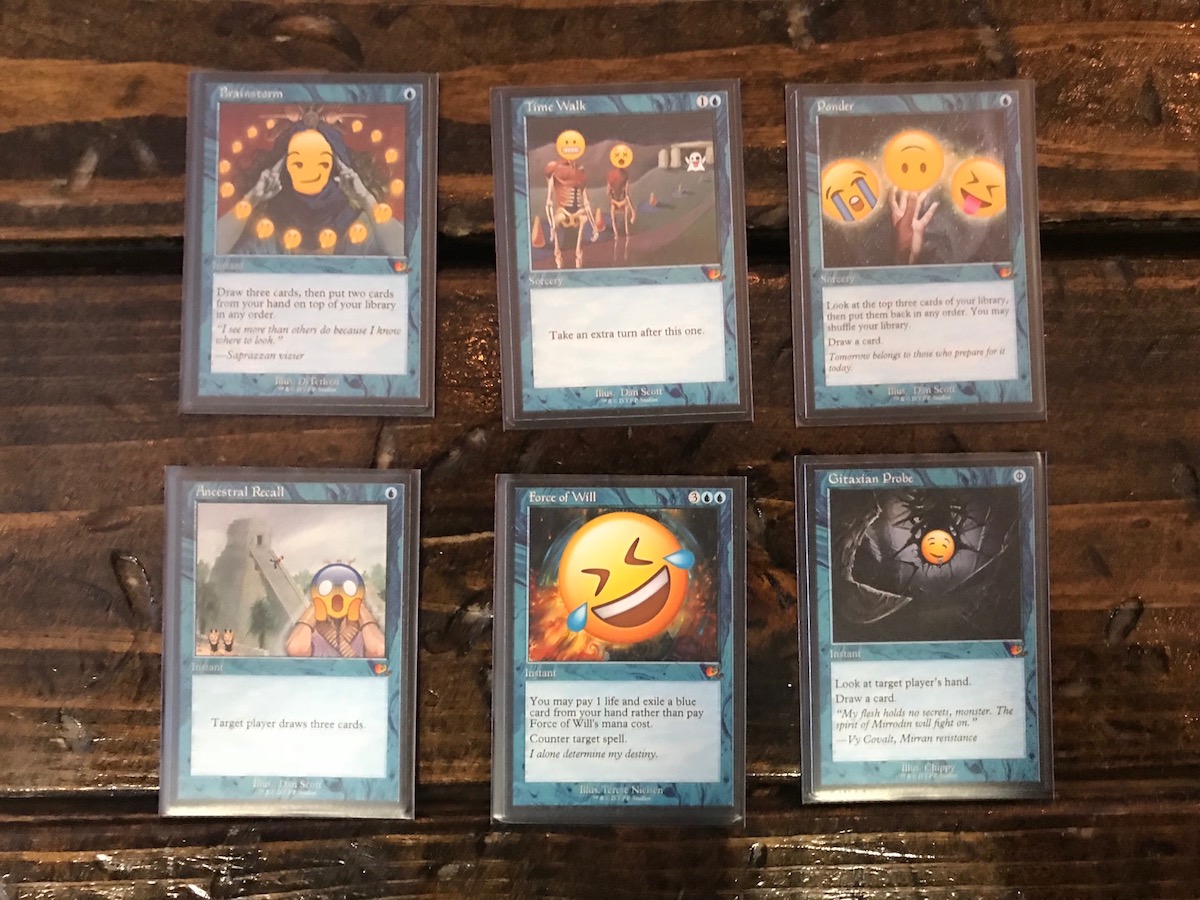 Brainstorm
Draw three cards, then put two cards
from your hand on top of your library
in any order.
"I see more than others do because I know
where to look."
—Saprazzan vizier
Time Walk
1
Sorcery
Take an extra turn after this one.
Illus. Dan Scott
Ponder
Sorcery
Look at the top three cards of your library,
then put them back in any order. You may
shuffle your library.
Draw a card.
Tomorrow belongs to those who prepare for it
today.
Illus. Dan Scott
Ancestral Recall
Instant
Target player draws three cards.
Illus. Dan Scott
Force of Will
3
Instant
You may pay 1 life and exile a blue
card from your hand rather than pay
Force of Will's mana cost.
Counter target spell.
I alone determine my destiny.
Illus. Terese Nielsen
Gitaxian Probe
Instant
Look at target player's hand.
Draw a card.
"My flesh holds no secrets, monster. The
spirit of Mirrodin will fight on."
—Vy Covalt, Mirran resistance
Illus. Chippy